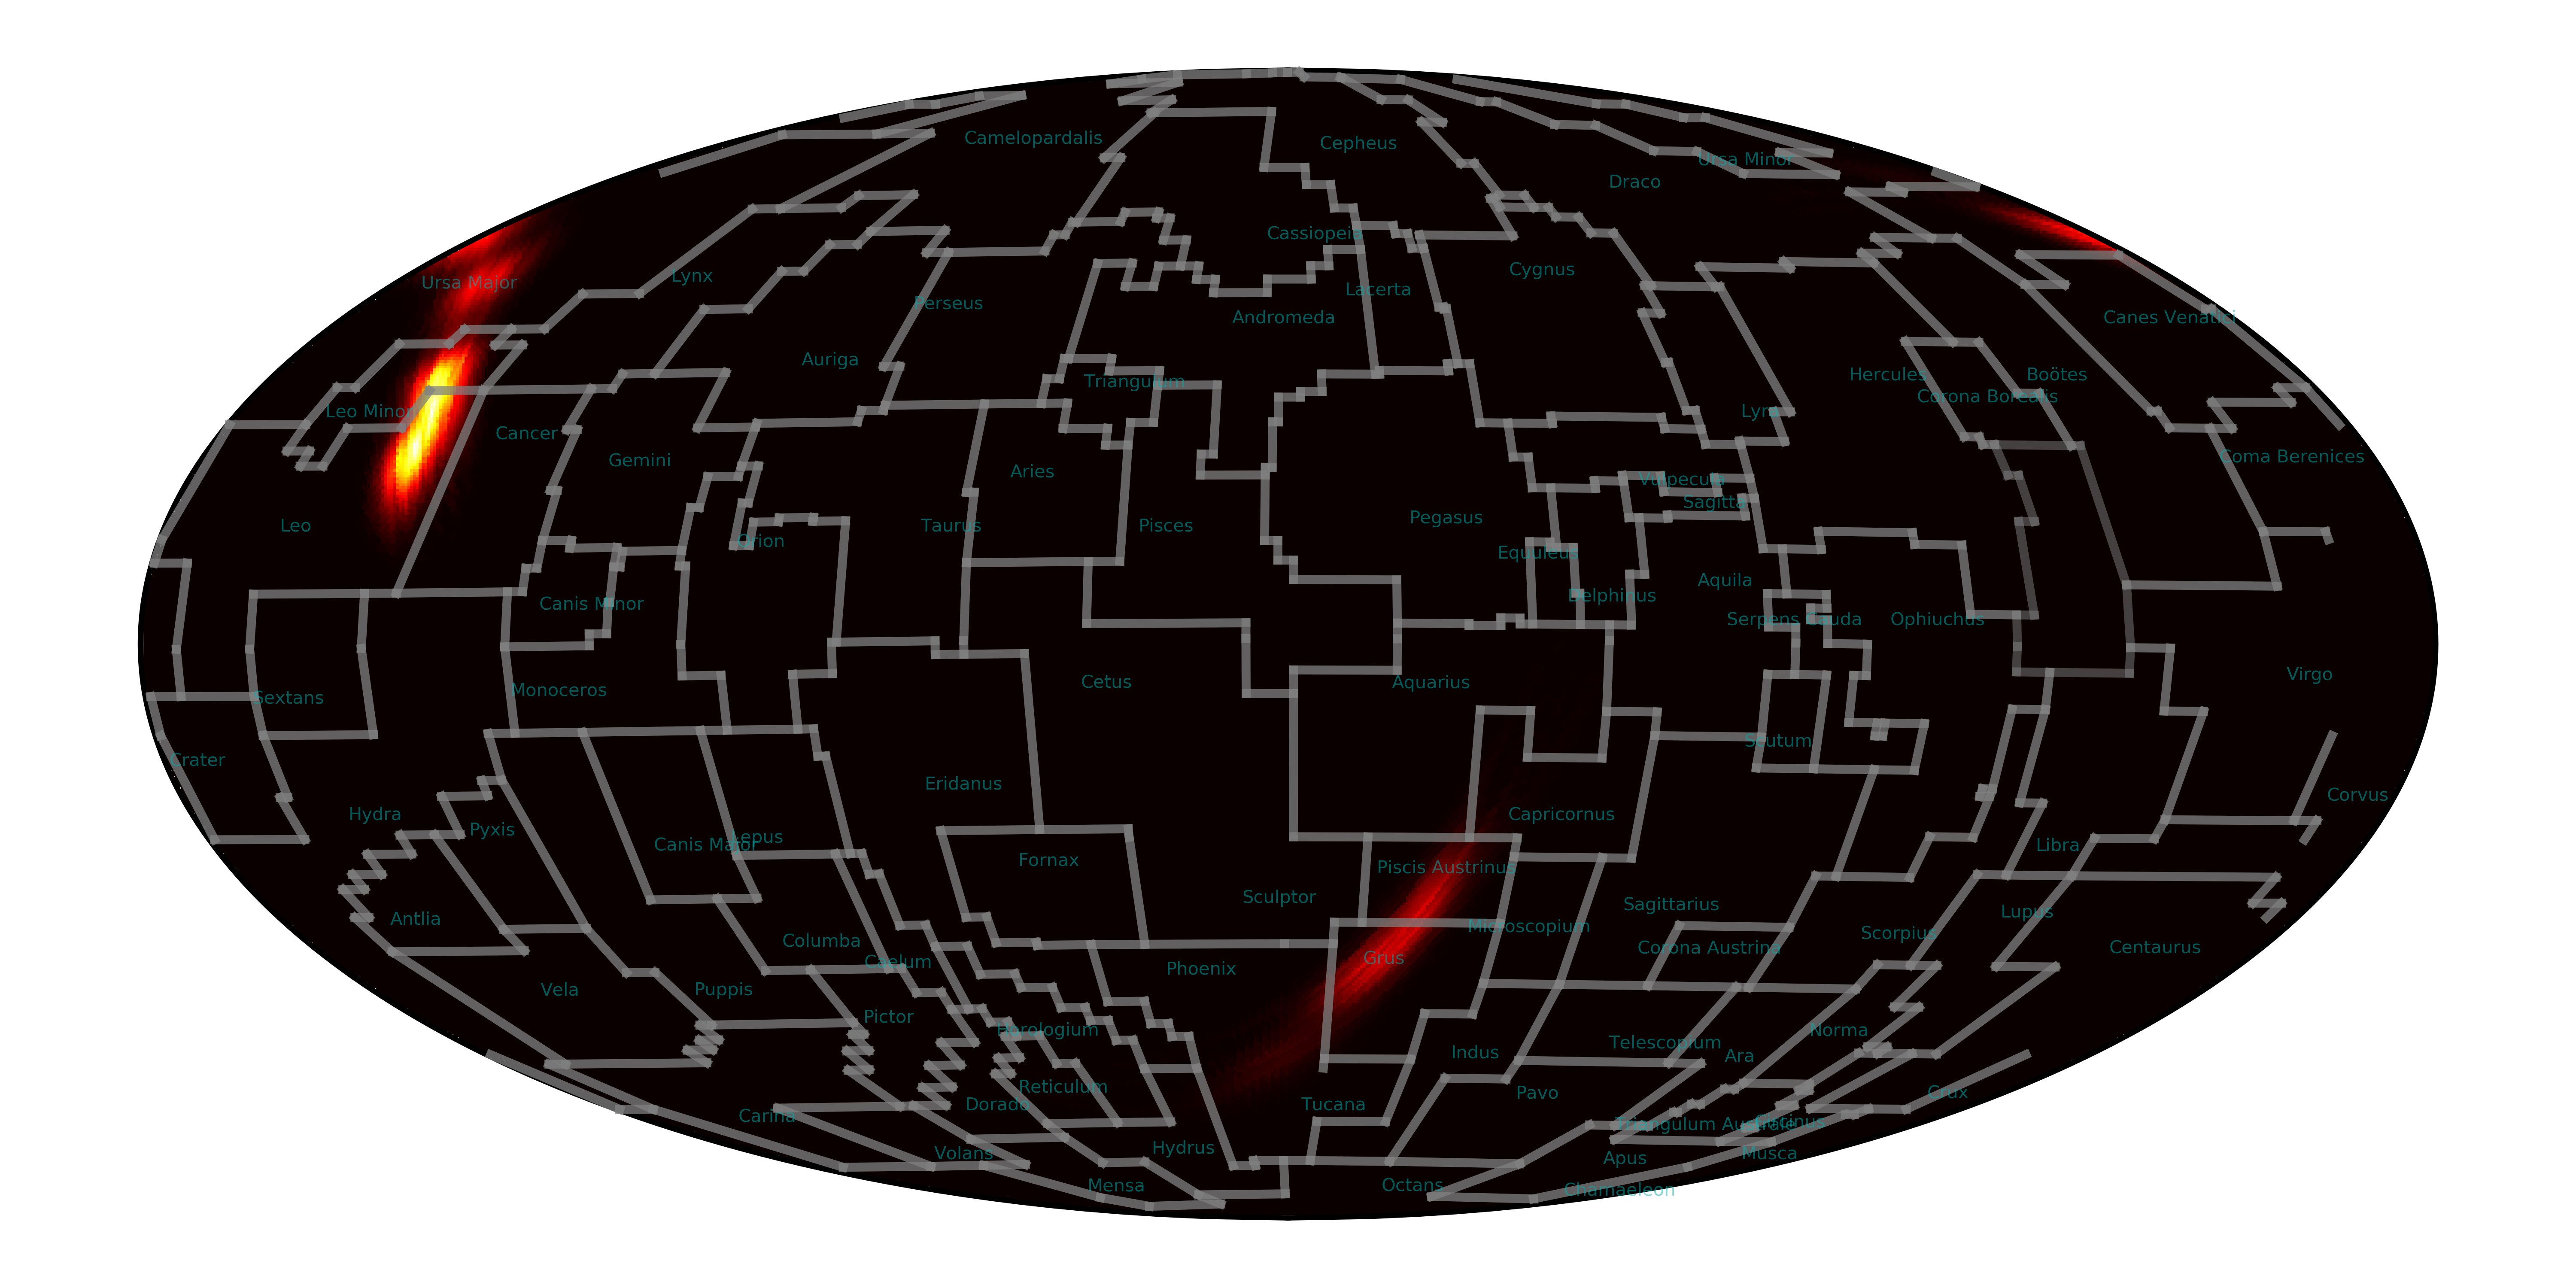 Camelopardalis
Cepheus
Ursa Minor
Draco
Cassiopeia
Cygnus
Lynx
Ursa Major
Lacerta
Perseus
Andromeda
Canes Venatici
Auriga
Hercules
Boötes
Triangulum
Corona Borealis
Leo Minor
Lyra
Cancer
Coma Berenices
Gemini
Aries
Vulpecula
Sagitta
Pegasus
Leo
Taurus
Pisces
Orion
Equuleus
Aquila
Delphinus
Canis Minor
Serpens Cauda
Ophiuchus
Virgo
Cetus
Aquarius
Monoceros
Sextans
Scutum
Crater
Eridanus
Corvus
Hydra
Capricornus
Pyxis
Lepus
Canis Major
Libra
Fornax
Piscis Austrinus
Sculptor
Sagittarius
Lupus
Antlia
Microscopium
Scorpius
Columba
Corona Austrina
Centaurus
Grus
Caelum
Phoenix
Vela
Puppis
Pictor
Horologium
Norma
Telescopium
Indus
Ara
Reticulum
Pavo
Crux
Dorado
Tucana
Carina
Circinus
Triangulum Australe
Hydrus
Volans
Musca
Apus
Mensa
Octans
Chamaeleon